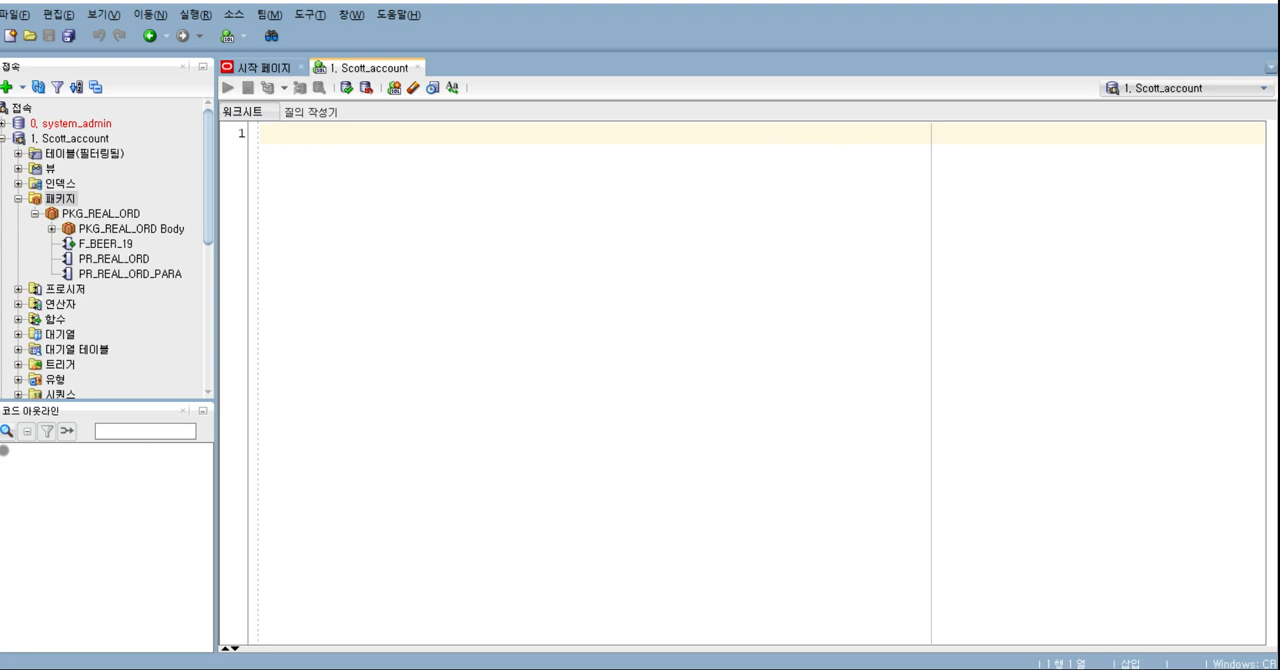 파일(F) 편집(E) 보기(V) 이동(N) 실행(R) 소스 팀(M) 도구(T) 창(W) 도움말(H)
접속
시작 페이지
1. Scott_account
1. Scott_account
워크시트 질의 작성기
1
접속
0. system_admin
1. Scott_account
테이블(필터링됨)
뷰
인덱스
패키지
PKG_REAL_ORD
PKG_REAL_ORD Body
F_BEER_19
PR_REAL_ORD
PR_REAL_ORD_PARA
프로시저
연산자
함수
대기열
대기열 테이블
트리거
유형
시퀀스
코드 아웃라인
1 행 1 열 삽입 Windows: CR